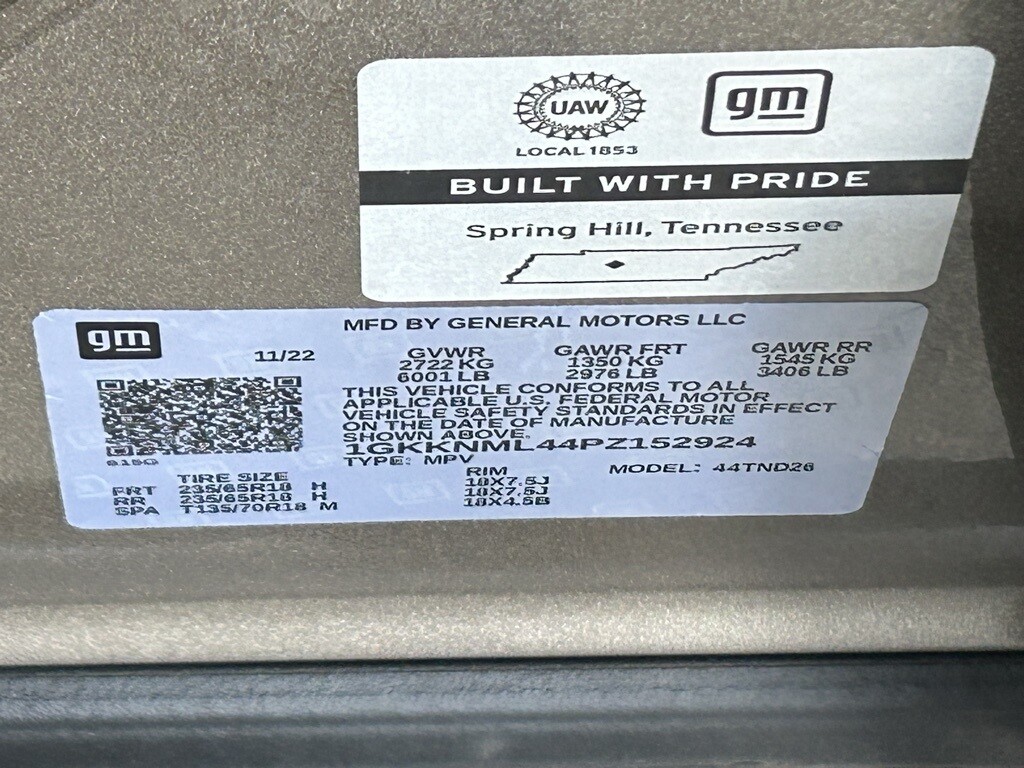 UAW
gm
LOCAL 1853
BUILT WITH PRIDE
Spring Hill, Tennessee
gm
MFD BY GENERAL MOTORS LLC
11/22
GVWR GAWR FRT GAWR RR
2722 KG 1350 KG 1545 KG
6001 LB 2976 LB 3406 LB
THIS VEHICLE CONFORMS TO ALL
APPLICABLE U.S. FEDERAL MOTOR
VEHICLE SAFETY STANDARDS IN EFFECT
ON THE DATE OF MANUFACTURE
SHOWN ABOVE.
1GKKNML44PZ152924
TYPE: MPV MODEL: 44TND26
TIRE SIZE RIM
FRT 235/65R18 H 18X7.5J
RR 235/65R18 H 18X7.5J
SPA T135/70R18 M 18X4.5B